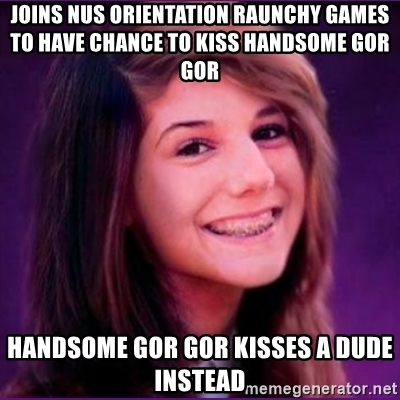 JOINS NUS ORIENTATION RAUNCHY GAMES
TO HAVE CHANCE TO KISS HANDSOME GOR
GOR
HANDSOME GOR GOR KISSES A DUDE
INSTEAD
memegenerator.net